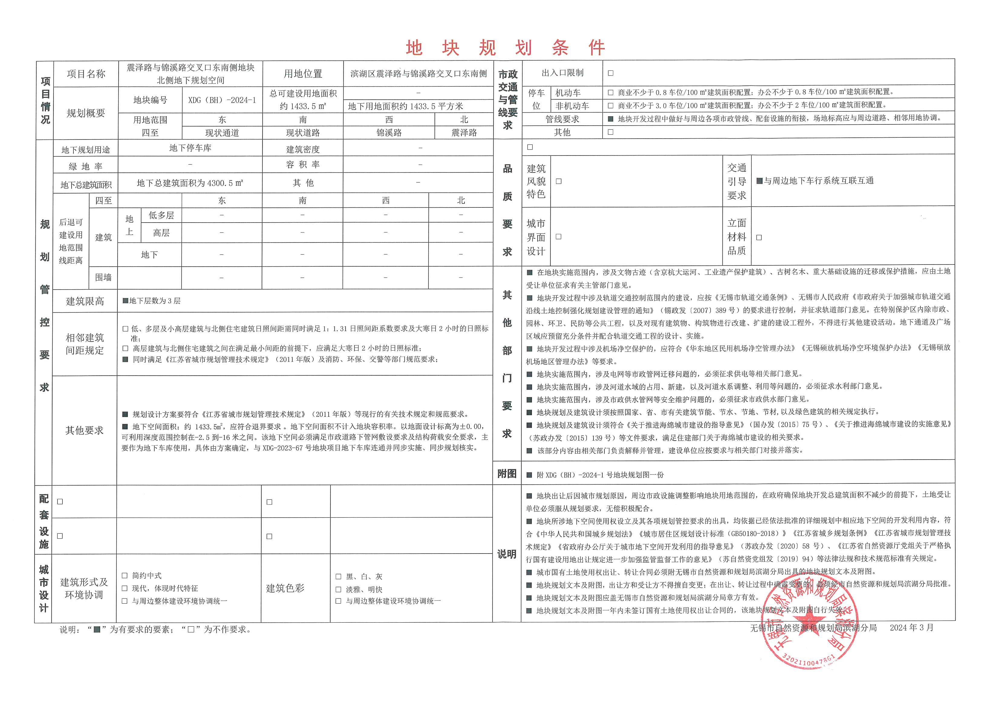 地块规划条件
项目情况
项目名称
震泽路与锦溪路交叉口东南侧地块
北侧地下规划空间
用地位置
滨湖区震泽路与锦溪路交叉口东南侧
规划概要
地块编号
XDG（BH）-2024-1
总可建设用地面积
约1433.5㎡
-
地下用地面积约1433.5平方米
用地范围
四至
东
南
西
北
现状通道
现状道路
锦溪路
震泽路
市政
交通
与管
线要
求
出入口限制
□
停车
位
机动车
□ 商业不少于0.8车位/100㎡建筑面积配置；办公不少于0.8车位/100㎡建筑面积配置。
非机动车
□ 商业不少于3.0车位/100㎡建筑面积配置；办公不少于2车位/100㎡建筑面积配置。
管线要求
■ 地块开发过程中做好与周边各项市政管线、配套设施的衔接，场地标高应与周边道路、相邻用地协调。
其他
□
规划管控要求
地下规划用途
地下停车库
建筑密度
-
绿地率
-
容积率
-
地下总建筑面积
地下总建筑面积为4300.5㎡
其他
-
后退可
建设用
地范围
线距离
四至
东
南
西
北
建筑
地上
低多层
-
-
-
-
高层
-
-
-
-
地下
-
-
-
-
围墙
-
-
-
-
建筑限高
■地下层数为3层
相邻建筑
间距规定
□ 低、多层及小高层建筑与北侧住宅建筑日照间距需同时满足1：1.31日照间距系数要求及大寒日2小时的日照标
准；
□ 高层建筑与北侧住宅建筑之间在满足最小间距的前提下，应满足大寒日2小时的日照标准；
■ 同时满足《江苏省城市规划管理技术规定》（2011年版）及消防、环保、交警等部门规范要求；
其他要求
■ 规划设计方案要符合《江苏省城市规划管理技术规定》（2011年版）等现行的有关技术规定和规范要求。
■ 地下空间面积：约 1433.5㎡，应符合退界要求。地下空间面积不计入地块容积率。以地面设计标高为±0.00，
可利用深度范围控制在-2.5到-16米之间。该地下空间必须满足市政道路下管网敷设要求及结构荷载安全要求，主
要作为地下车库使用，具体由方案确定，与XDG-2023-67号地块项目地下车库连通并同步实施、同步规划核实。
品质要求
□
建筑
风貌
特色
□
交通
引导
要求
■与周边地下车行系统互联互通
城市
界面
设计
□
立面
材料
品质
□
其他部门要求
■ 在地块实施范围内，涉及文物古迹（含京杭大运河、工业遗产保护建筑）、古树名木、重大基础设施的迁移或保护措施，应由土地
受让单位征求有关主管部门意见。
■ 地块开发过程中涉及轨道交通控制范围内的建设，应按《无锡市轨道交通条例》、无锡市人民政府《市政府关于加强城市轨道交通
沿线土地控制强化规划建设管理的通知》（锡政发〔2007〕389号）的要求进行控制，并征求轨道部门意见。在特别保护区内除市政、
园林、环卫、民防等公共工程，以及对现有建筑物、构筑物进行改建、扩建的建设工程外，不得进行其他建设活动。地下通道及广场
区域应预留充分条件并配合轨道交通工程的设计、实施。
■ 地块开发过程中涉及机场净空保护的，应符合《华东地区民用机场净空管理办法》《无锡硕放机场净空环境保护办法》《无锡硕放
机场地区管理办法》等要求。
■ 地块实施范围内，涉及电网等市政管网迁移问题的，必须征求供电等相关部门意见。
■ 地块实施范围内，涉及河道水域的占用、新建，以及河道水系调整、利用等问题的，必须征求水利部门意见。
■ 地块实施范围内，涉及市政供水管网等安全维护问题的，必须征求市政供水部门意见。
■ 地块规划及建筑设计须按照国家、省、市有关建筑节能、节水、节地、节材,以及绿色建筑的相关规定执行。
■ 地块规划及建筑设计须符合《关于推进海绵城市建设的指导意见》（国办发〔2015〕75号）、《关于推进海绵城市建设的实施意见》
（苏政办发〔2015〕139号）等文件要求，满足住建部门关于海绵城市建设的相关要求。
■ 该部分内容由相关部门负责解释并管理，建设单位应按要求与相关部门对接并落实。
附图
■ 附XDG（BH）-2024-1号地块规划图一份
配套设施
□
□
□
□
城市设计
建筑形式及
环境协调
□ 简约中式
□ 现代，体现时代特征
□ 与周边整体建设环境协调统一
建筑色彩
□ 黑、白、灰
□ 淡雅、明快
□ 与周边整体建设环境协调统一
说明
■ 地块出让后因城市规划原因，周边市政设施调整影响地块用地范围的，在政府确保地块开发总建筑面积不减少的前提下，土地受让
单位必须服从规划要求，无偿积极配合。
■ 地块所涉地下空间使用权设立及其各项规划管控要求的出具，均依据已经依法批准的详细规划中相应地下空间的开发利用内容，符
合《中华人民共和国城乡规划法》《城市居住区规划设计标准（GB50180-2018）》《江苏省城乡规划条例》《江苏省城市规划管理技
术规定》《省政府办公厅关于城市地下空间开发利用的指导意见》（苏政办发〔2020〕58 号）、《江苏省自然资源厅党组关于严格执
行国有建设用地出让规定进一步加强监管监督工作的意见》（苏自然资党组发〔2019〕94）等法律法规和技术规范标准有关规定。
■ 城市国有土地使用权出让、转让合同必须附无锡市自然资源和规划局滨湖分局出具的地块规划文本及附图。
■ 地块规划文本及附图，出让方和受让方不得擅自变更；在出让、转让过程中确需变更的，必须经市自然资源和规划局滨湖分局批准。
■ 地块规划文本及附图应盖无锡市自然资源和规划局滨湖分局章方有效。
■ 地块规划文本及附图一年内未签订国有土地使用权出让合同的，该地块规划文本及附图自行失效。
说明：“■”为有要求的要素；“□”为不作要求。
无锡市自然资源和规划局滨湖分局 2024年3月
无锡市自然资源和规划局滨湖分局
3202110047861